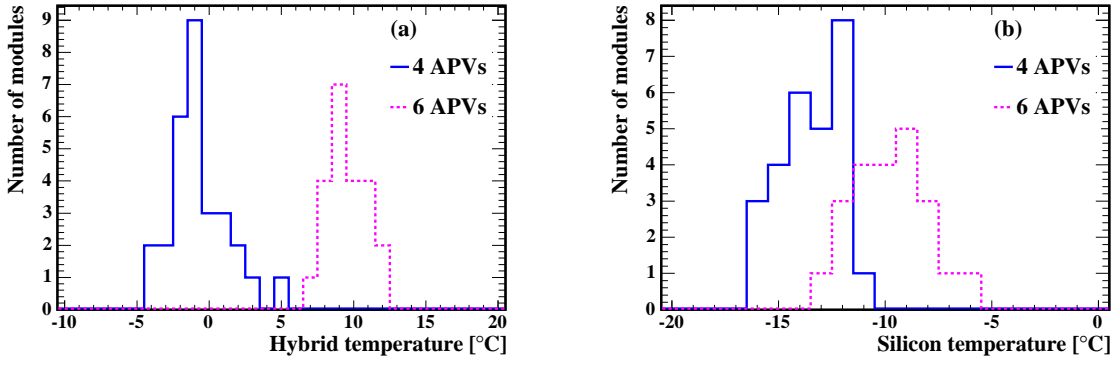 Number of modules
9
8
7
6
5
4
3
2
1
0
(a)
4 APVs
6 APVs
-10 -5 0 5 10 15 20
Hybrid temperature [°C]
Number of modules
8
7
6
5
4
3
2
1
0
(b)
4 APVs
6 APVs
-20 -15 -10 -5 0
Silicon temperature [°C]